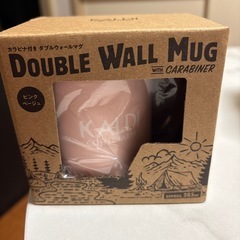 カラビナ付き ダブルウォールマグ
DOUBLE WALL MUG
WITH CARABINER
ピンク
ベージュ
KALDI